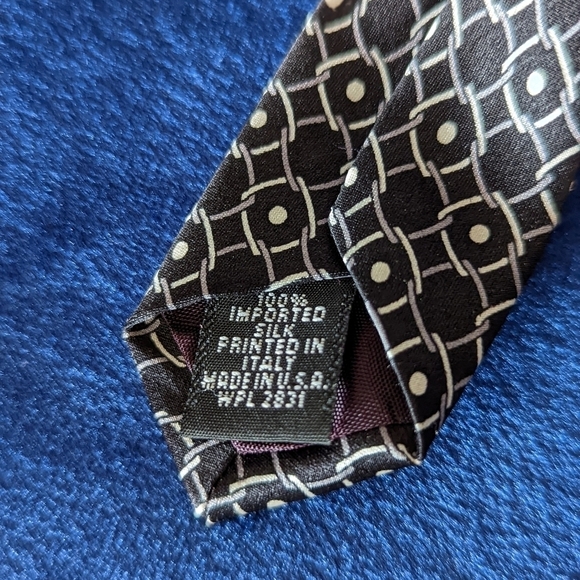 100%
IMPORTED
SILK
PRINTED IN
ITALY
MADE IN U.S.A.
WPL 2831